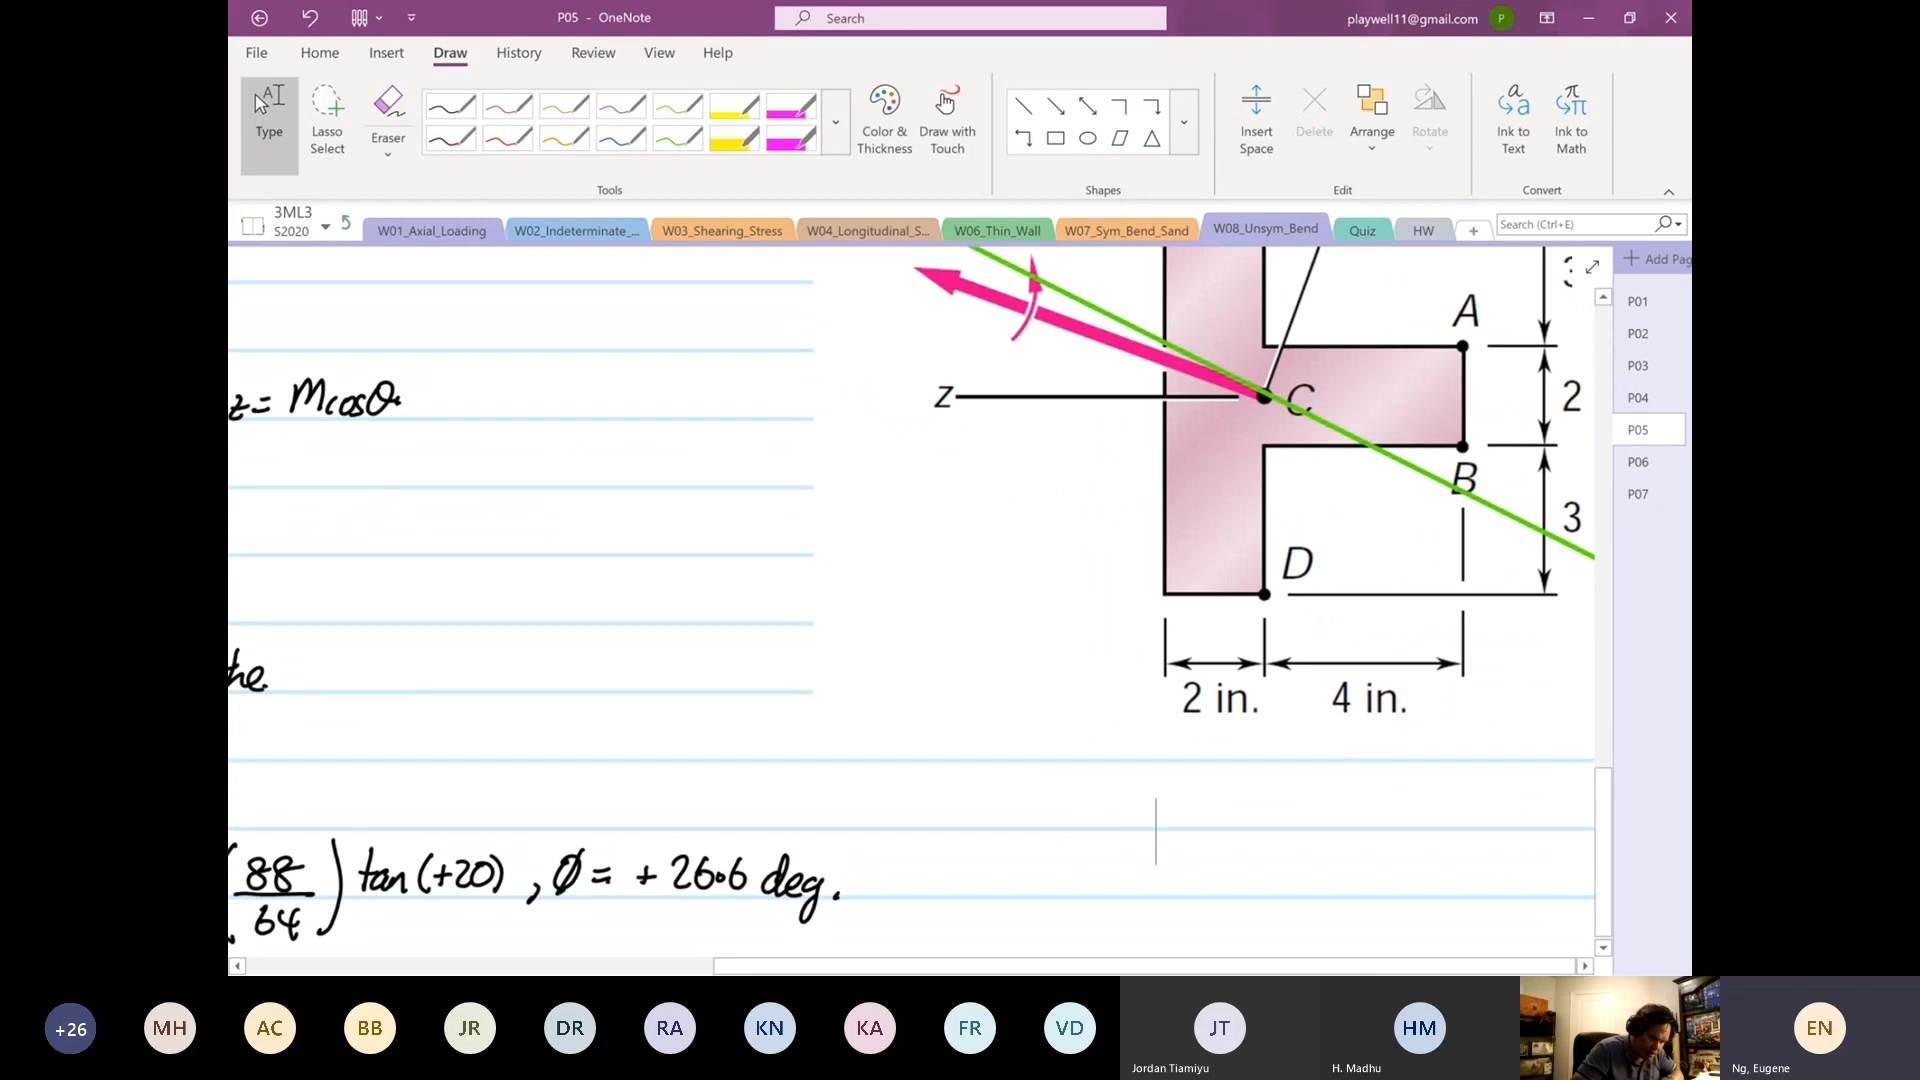 P05 - OneNote
Search
playwell11@gmail.com
P
File
Home
Insert
Draw
History
Review
View
Help
Type
Lasso
Select
Eraser
Color &
Thickness
Draw with
Touch
Insert
Space
Delete
Arrange
Rotate
Ink to
Text
Ink to
Math
Tools
Shapes
Edit
Convert
3ML3
S2020
W01_Axial_Loading
W02_Indeterminate_...
W03_Shearing_Stress
W04_Longitudinal_S...
W06_Thin_Wall
W07_Sym_Bend_Sand
W08_Unsym_Bend
Quiz
HW
Search (Ctrl+E)
Add Pag
P01
P02
P03
P04
P05
P06
P07
3
A
z = Mcosθ
z
C
2
B
3
D
the
2 in.
4 in.
(88/64) tan(+20), Ø = +26.6 deg.
+26
MH
AC
BB
JR
DR
RA
KN
KA
FR
VD
JT
Jordan Tiamiyu
HM
H. Madhu
EN
Ng, Eugene